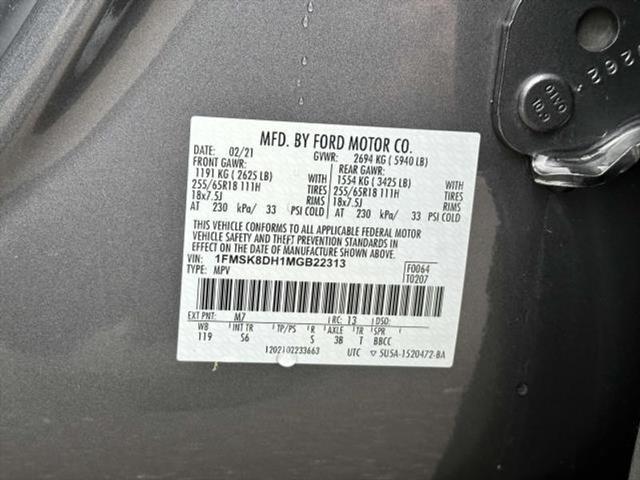 MFD. BY FORD MOTOR CO.
DATE: 02/21 GVWR: 2694 KG ( 5940 LB)
FRONT GAWR: REAR GAWR:
1191 KG ( 2625 LB) WITH 1554 KG ( 3425 LB) WITH
255/65R18 111H TIRES 255/65R18 111H TIRES
18x7.5J RIMS 18x7.5J RIMS
AT 230 kPa/ 33 PSI COLD AT 230 kPa/ 33 PSI COLD
THIS VEHICLE CONFORMS TO ALL APPLICABLE FEDERAL MOTOR
VEHICLE SAFETY AND THEFT PREVENTION STANDARDS IN
EFFECT ON THE DATE OF MANUFACTURE SHOWN ABOVE.
VIN: 1FMSK8DH1MGB22313 F0064
TYPE: MPV T0207
EXT PNT: M7 RC: 13 DSO:
WB INT TR TP/PS R AXLE TR SPR
119 S6 S 3B T BBCC
1202102233663 UTC 5U5A-1520472-BA